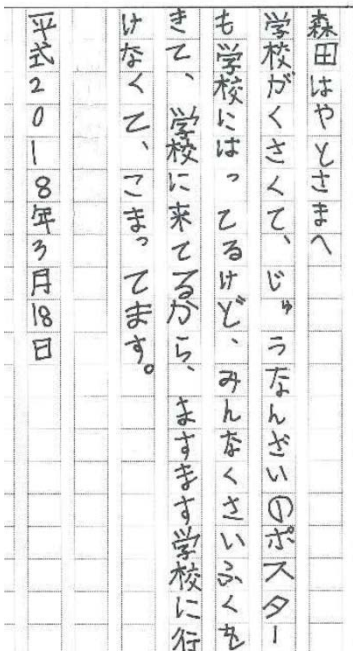 森田はやとさまへ
学校がくさくて、じゅうなんざいのポスター
も学校にはってるけど、みんなくさいふくを
きて、学校に来てるから、ますます学校に行
けなくて、こまってます。
平式2018年3月18日